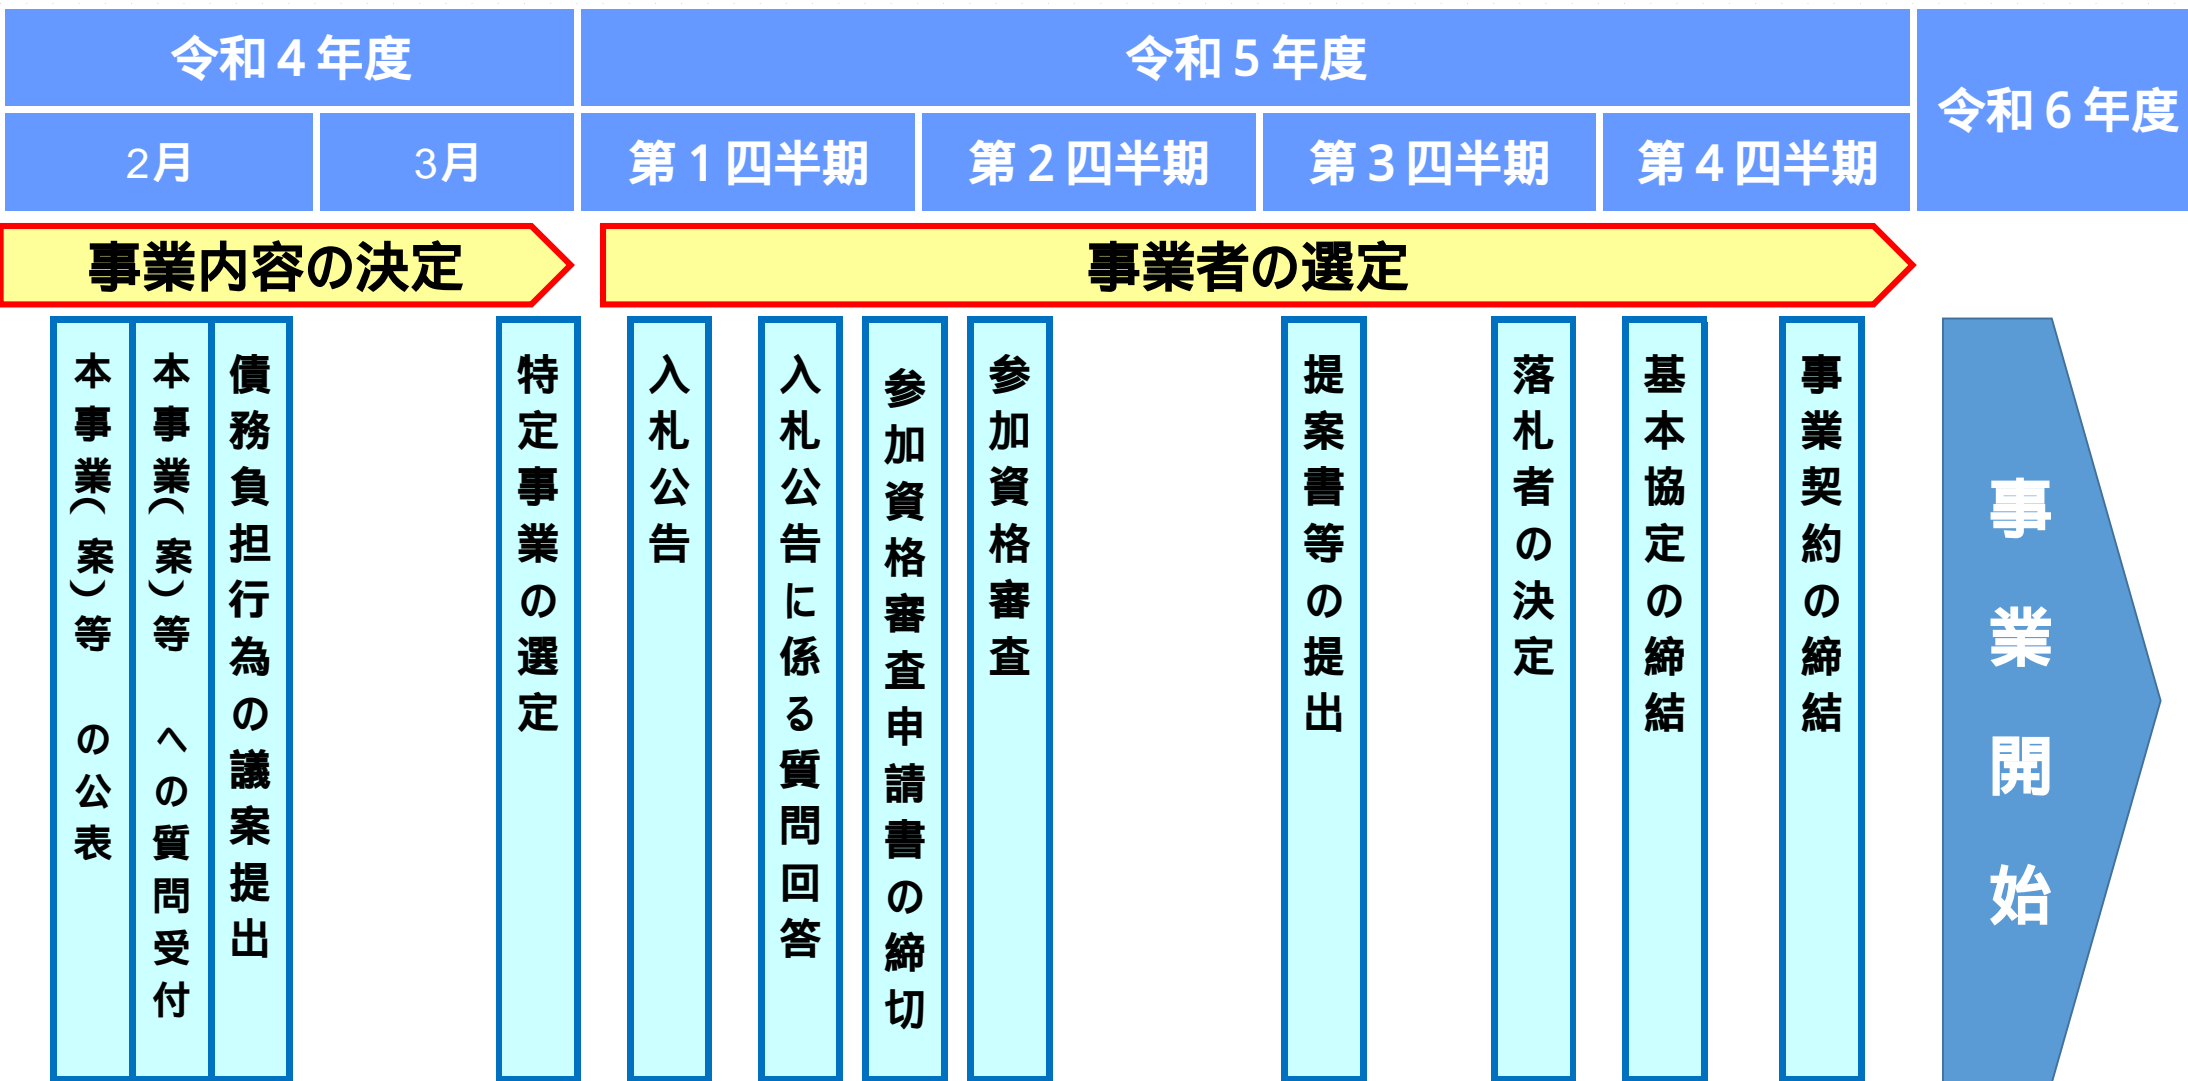 令和４年度
令和５年度
令和６年度
2月
3月
第１四半期
第２四半期
第３四半期
第４四半期
事業内容の決定
事業者の選定
本事業（案）等　の公表
本事業（案）等　への質問受付
債務負担行為の議案提出
特定事業の選定
入札公告
入札公告に係る質問回答
参加資格審査申請書の締切
参加資格審査
提案書等の提出
落札者の決定
基本協定の締結
事業契約の締結
事業開始